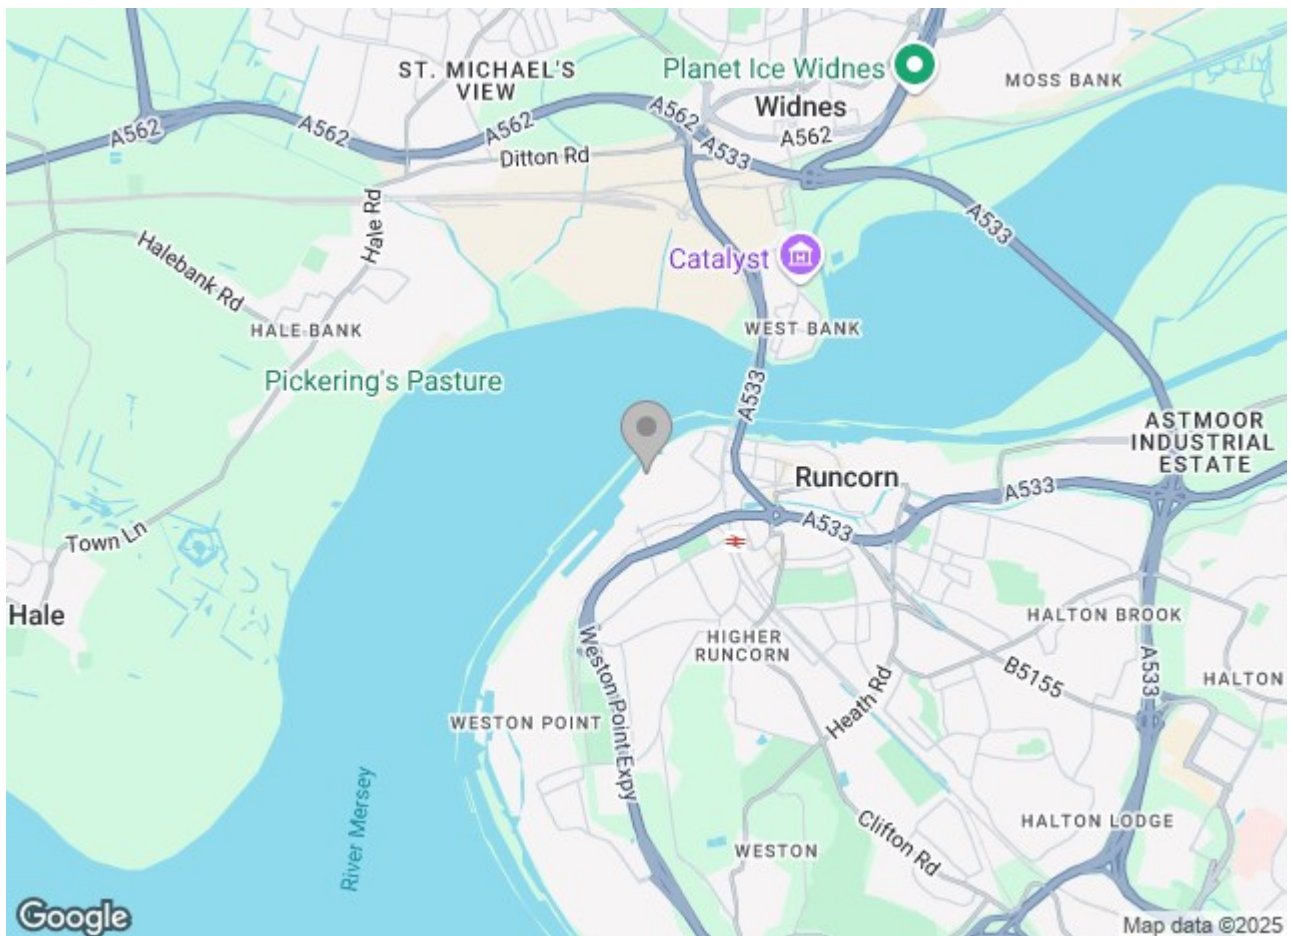 ST. MICHAEL'S
VIEW
Planet Ice Widnes
MOSS BANK
Widnes
A562
A562
A562
A562
A562
A533
Ditton Rd
A533
Hale Rd
Halebank Rd
Catalyst
HALE BANK
WEST BANK
Pickering's Pasture
A533
ASTMOOR
INDUSTRIAL
ESTATE
Runcorn
A533
A533
Town Ln
Hale
HALTON BROOK
HIGHER
RUNCORN
A533
B5155
HALTON
Heath Rd
WESTON POINT
Weston Point Expy
River Mersey
HALTON LODGE
Clifton Rd
WESTON
Google
Map data ©2025